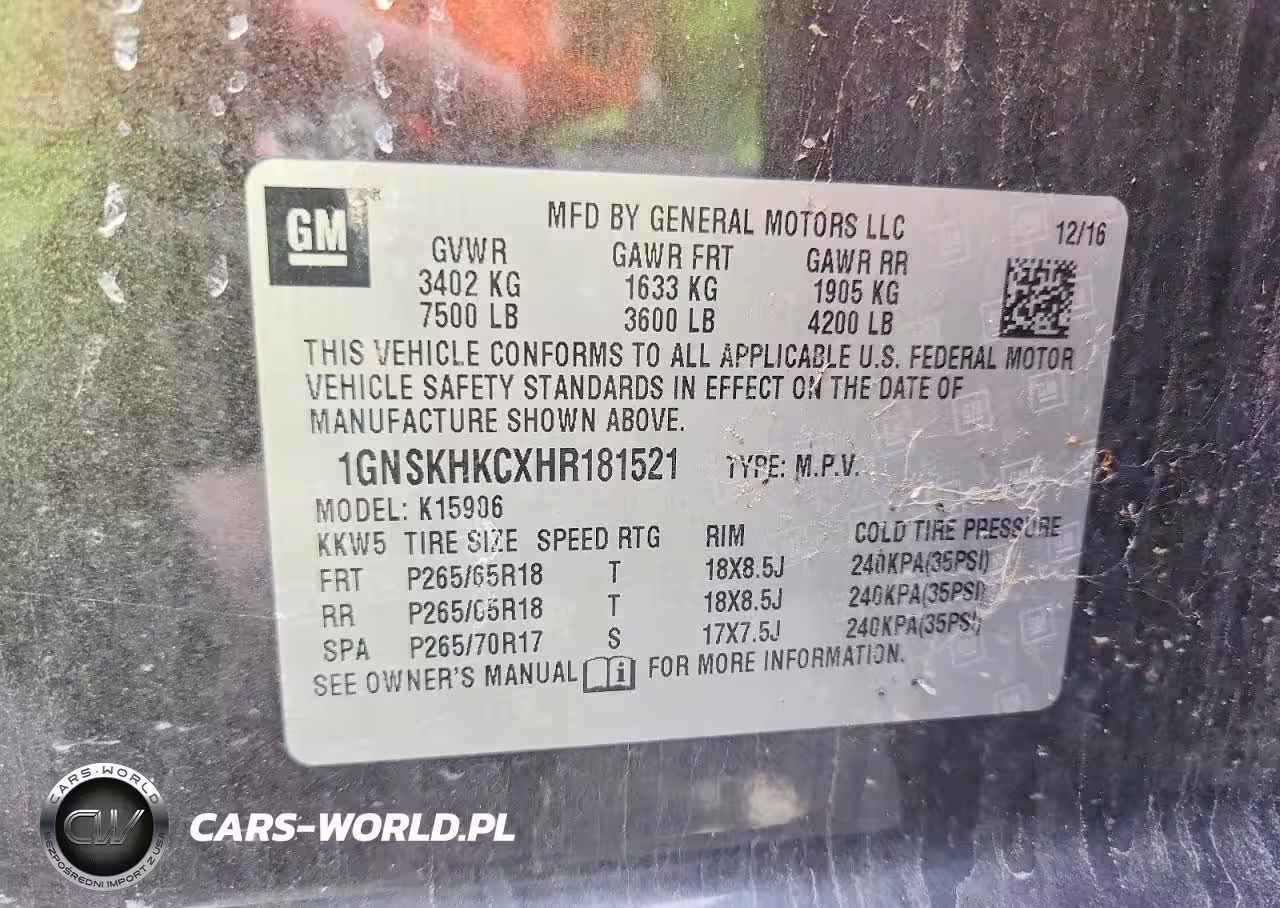 GM
MFD BY GENERAL MOTORS LLC 12/16
GVWR GAWR FRT GAWR RR
3402 KG 1633 KG 1905 KG
7500 LB 3600 LB 4200 LB
THIS VEHICLE CONFORMS TO ALL APPLICABLE U.S. FEDERAL MOTOR
VEHICLE SAFETY STANDARDS IN EFFECT ON THE DATE OF
MANUFACTURE SHOWN ABOVE.
1GNSKHKCXHR181521 TYPE: M.P.V.
MODEL: K15906
KKW5 TIRE SIZE SPEED RTG RIM COLD TIRE PRESSURE
FRT P265/65R18 T 18X8.5J 240KPA(35PSI)
RR P265/65R18 T 18X8.5J 240KPA(35PSI)
SPA P265/70R17 S 17X7.5J 240KPA(35PSI)
SEE OWNER'S MANUAL FOR MORE INFORMATION.
CARS-WORLD
CW
BEZPOŚREDNI IMPORT Z USA
CARS-WORLD.PL